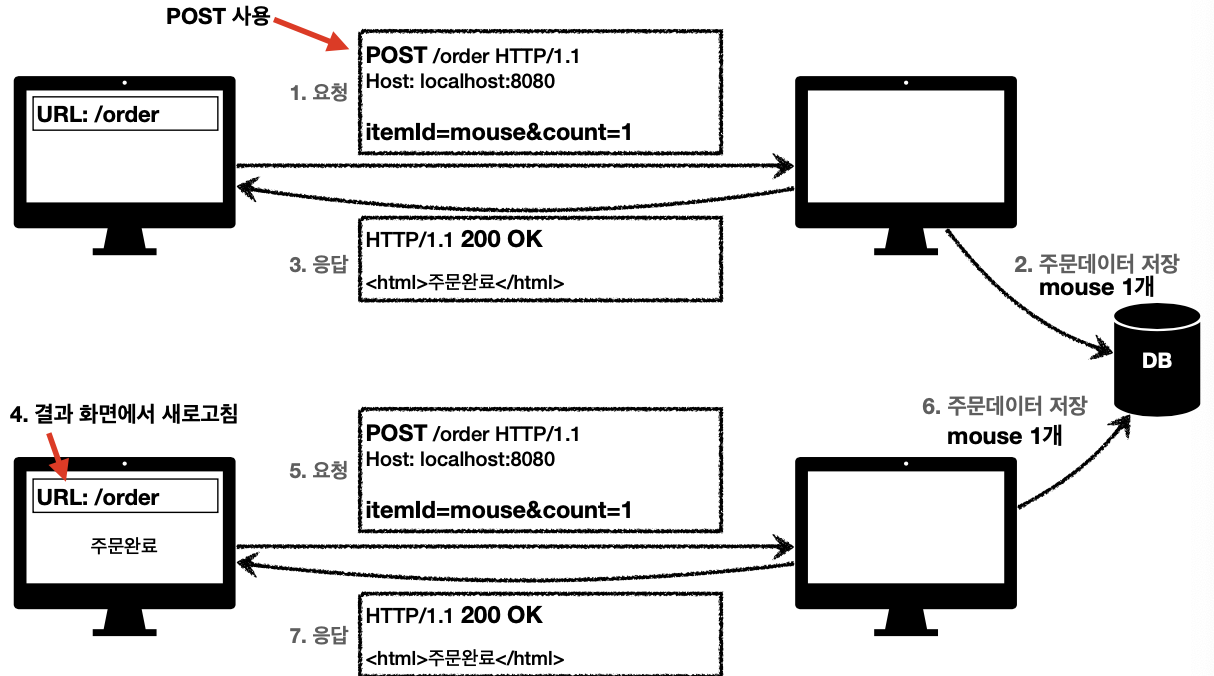 POST 사용
POST /order HTTP/1.1
Host: localhost:8080
1. 요청
itemId=mouse&count=1
URL: /order
HTTP/1.1 200 OK
3. 응답
<html>주문완료</html>
2. 주문데이터 저장
mouse 1개
DB
4. 결과 화면에서 새로고침
URL: /order
주문완료
POST /order HTTP/1.1
Host: localhost:8080
5. 요청
itemId=mouse&count=1
6. 주문데이터 저장
mouse 1개
HTTP/1.1 200 OK
7. 응답
<html>주문완료</html>